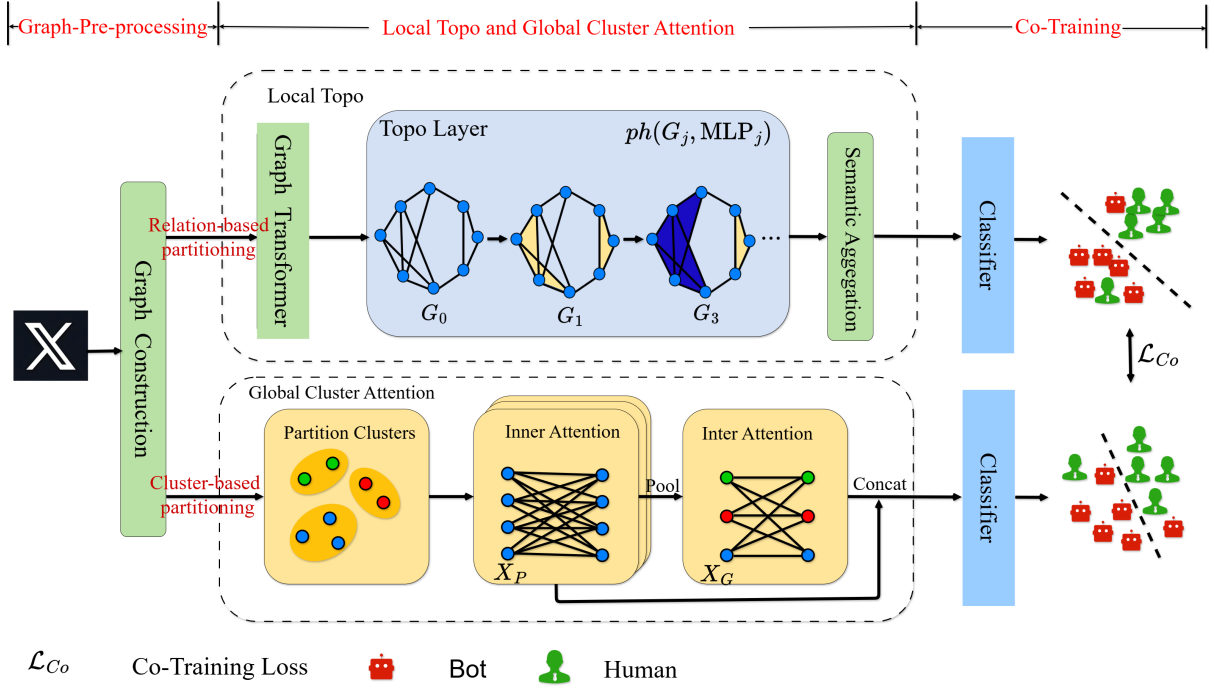 Graph-Pre-processing
Local Topo and Global Cluster Attention
Co-Training
Local Topo
Topo Layer
ph(G_j, MLP_j)
Graph Construction
Relation-based
partitioning
Graph Transformer
G_0
G_1
G_3
...
Semantic Aggregation
Classifier
𝓛_Co
Global Cluster Attention
Cluster-based
partitioning
Partition Clusters
Inner Attention
X_P
Pool
Inter Attention
X_G
Concat
Classifier
𝓛_Co
Co-Training Loss
Bot
Human